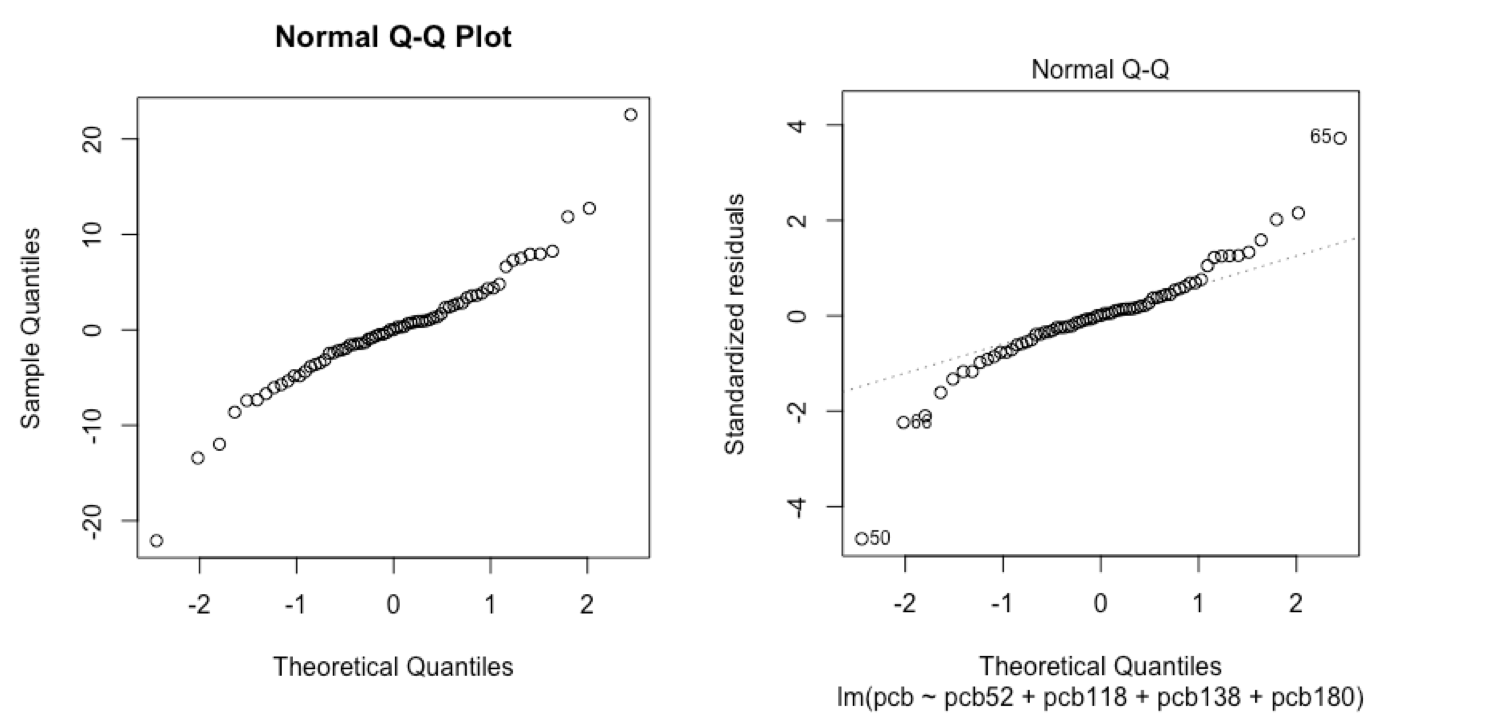 Normal Q-Q Plot
Sample Quantiles
20
10
0
-10
-20
-2 -1 0 1 2
Theoretical Quantiles
Normal Q-Q
Standardized residuals
4
2
0
-2
-4
65
66
50
-2 -1 0 1 2
Theoretical Quantiles
lm(pcb ~ pcb52 + pcb118 + pcb138 + pcb180)